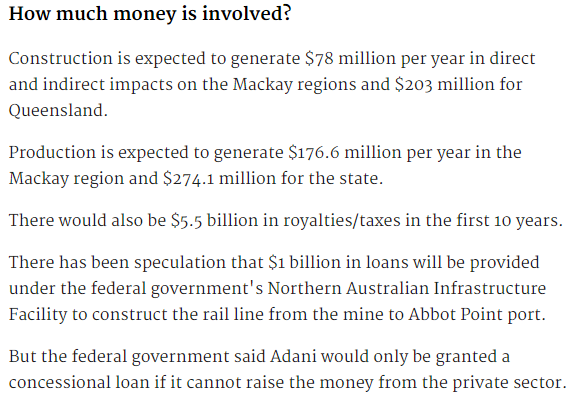 How much money is involved?
Construction is expected to generate $78 million per year in direct
and indirect impacts on the Mackay regions and $203 million for
Queensland.
Production is expected to generate $176.6 million per year in the
Mackay region and $274.1 million for the state.
There would also be $5.5 billion in royalties/taxes in the first 10 years.
There has been speculation that $1 billion in loans will be provided
under the federal government's Northern Australian Infrastructure
Facility to construct the rail line from the mine to Abbot Point port.
But the federal government said Adani would only be granted a
concessional loan if it cannot raise the money from the private sector.